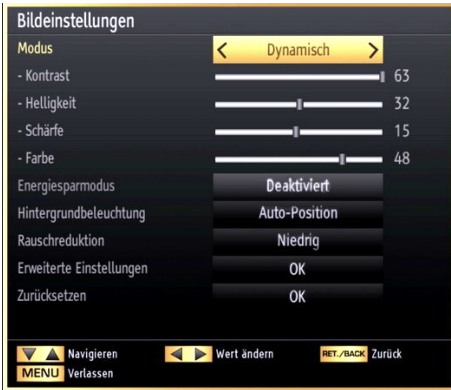 Bildeinstellungen
Modus Dynamisch
- Kontrast 63
- Helligkeit 32
- Schärfe 15
- Farbe 48
Energiesparmodus Deaktiviert
Hintergrundbeleuchtung Auto-Position
Rauschreduktion Niedrig
Erweiterte Einstellungen OK
Zurücksetzen OK
Navigieren Wert ändern RET./BACK Zurück
MENU Verlassen